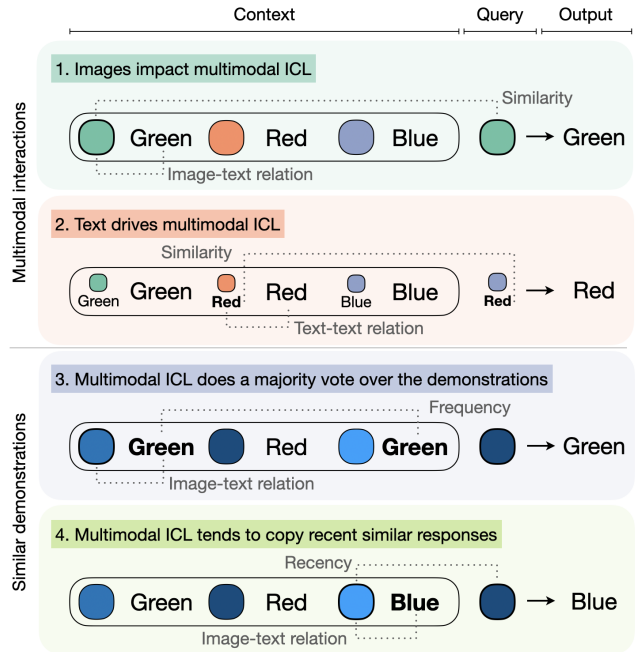 Context Query Output
Multimodal interactions
1. Images impact multimodal ICL
Similarity
Green Red Blue Green
Image-text relation
2. Text drives multimodal ICL
Similarity
Green Green Red Red Blue Blue Red Red
Text-text relation
Similar demonstrations
3. Multimodal ICL does a majority vote over the demonstrations
Frequency
Green Red Green Green
Image-text relation
4. Multimodal ICL tends to copy recent similar responses
Recency
Green Red Blue Blue
Image-text relation